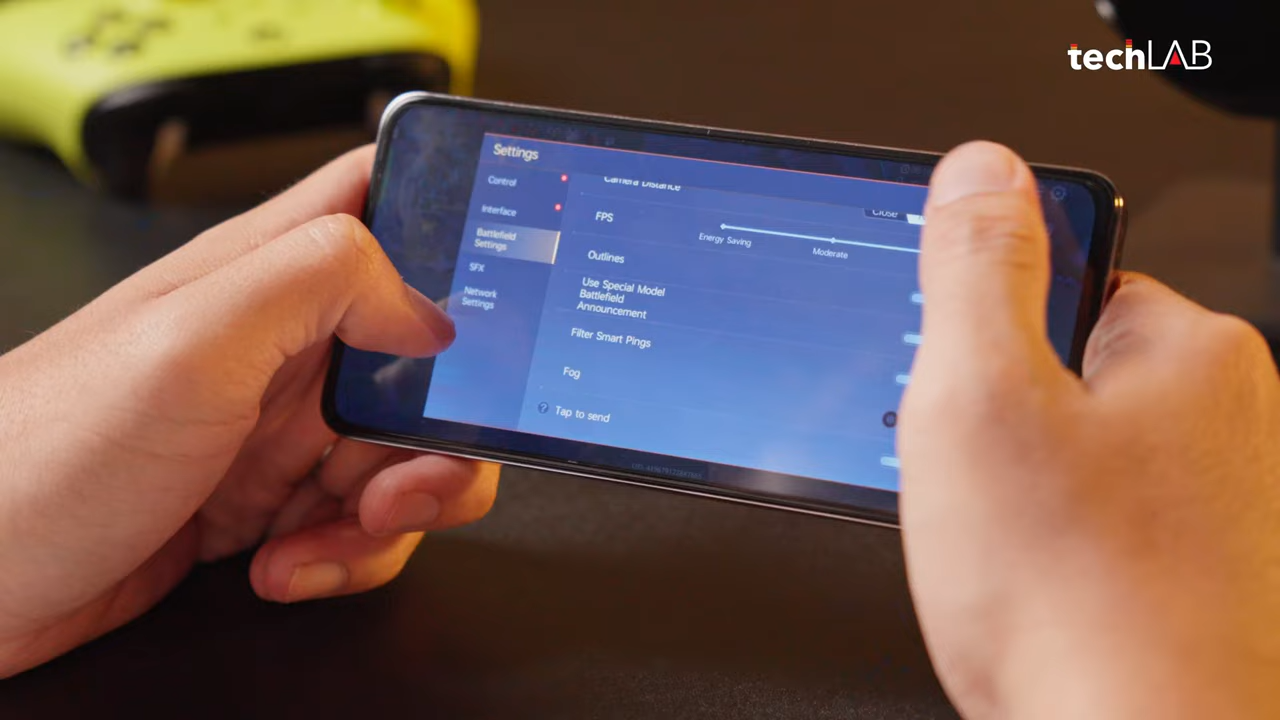 techLAB
Settings
Control
Interface
Battlefield
Settings
SFX
Network
Settings
Camera Distance
Close
FPS
Energy Saving
Moderate
Outlines
Use Special Model
Battlefield
Announcement
Filter Smart Pings
Fog
Tap to send